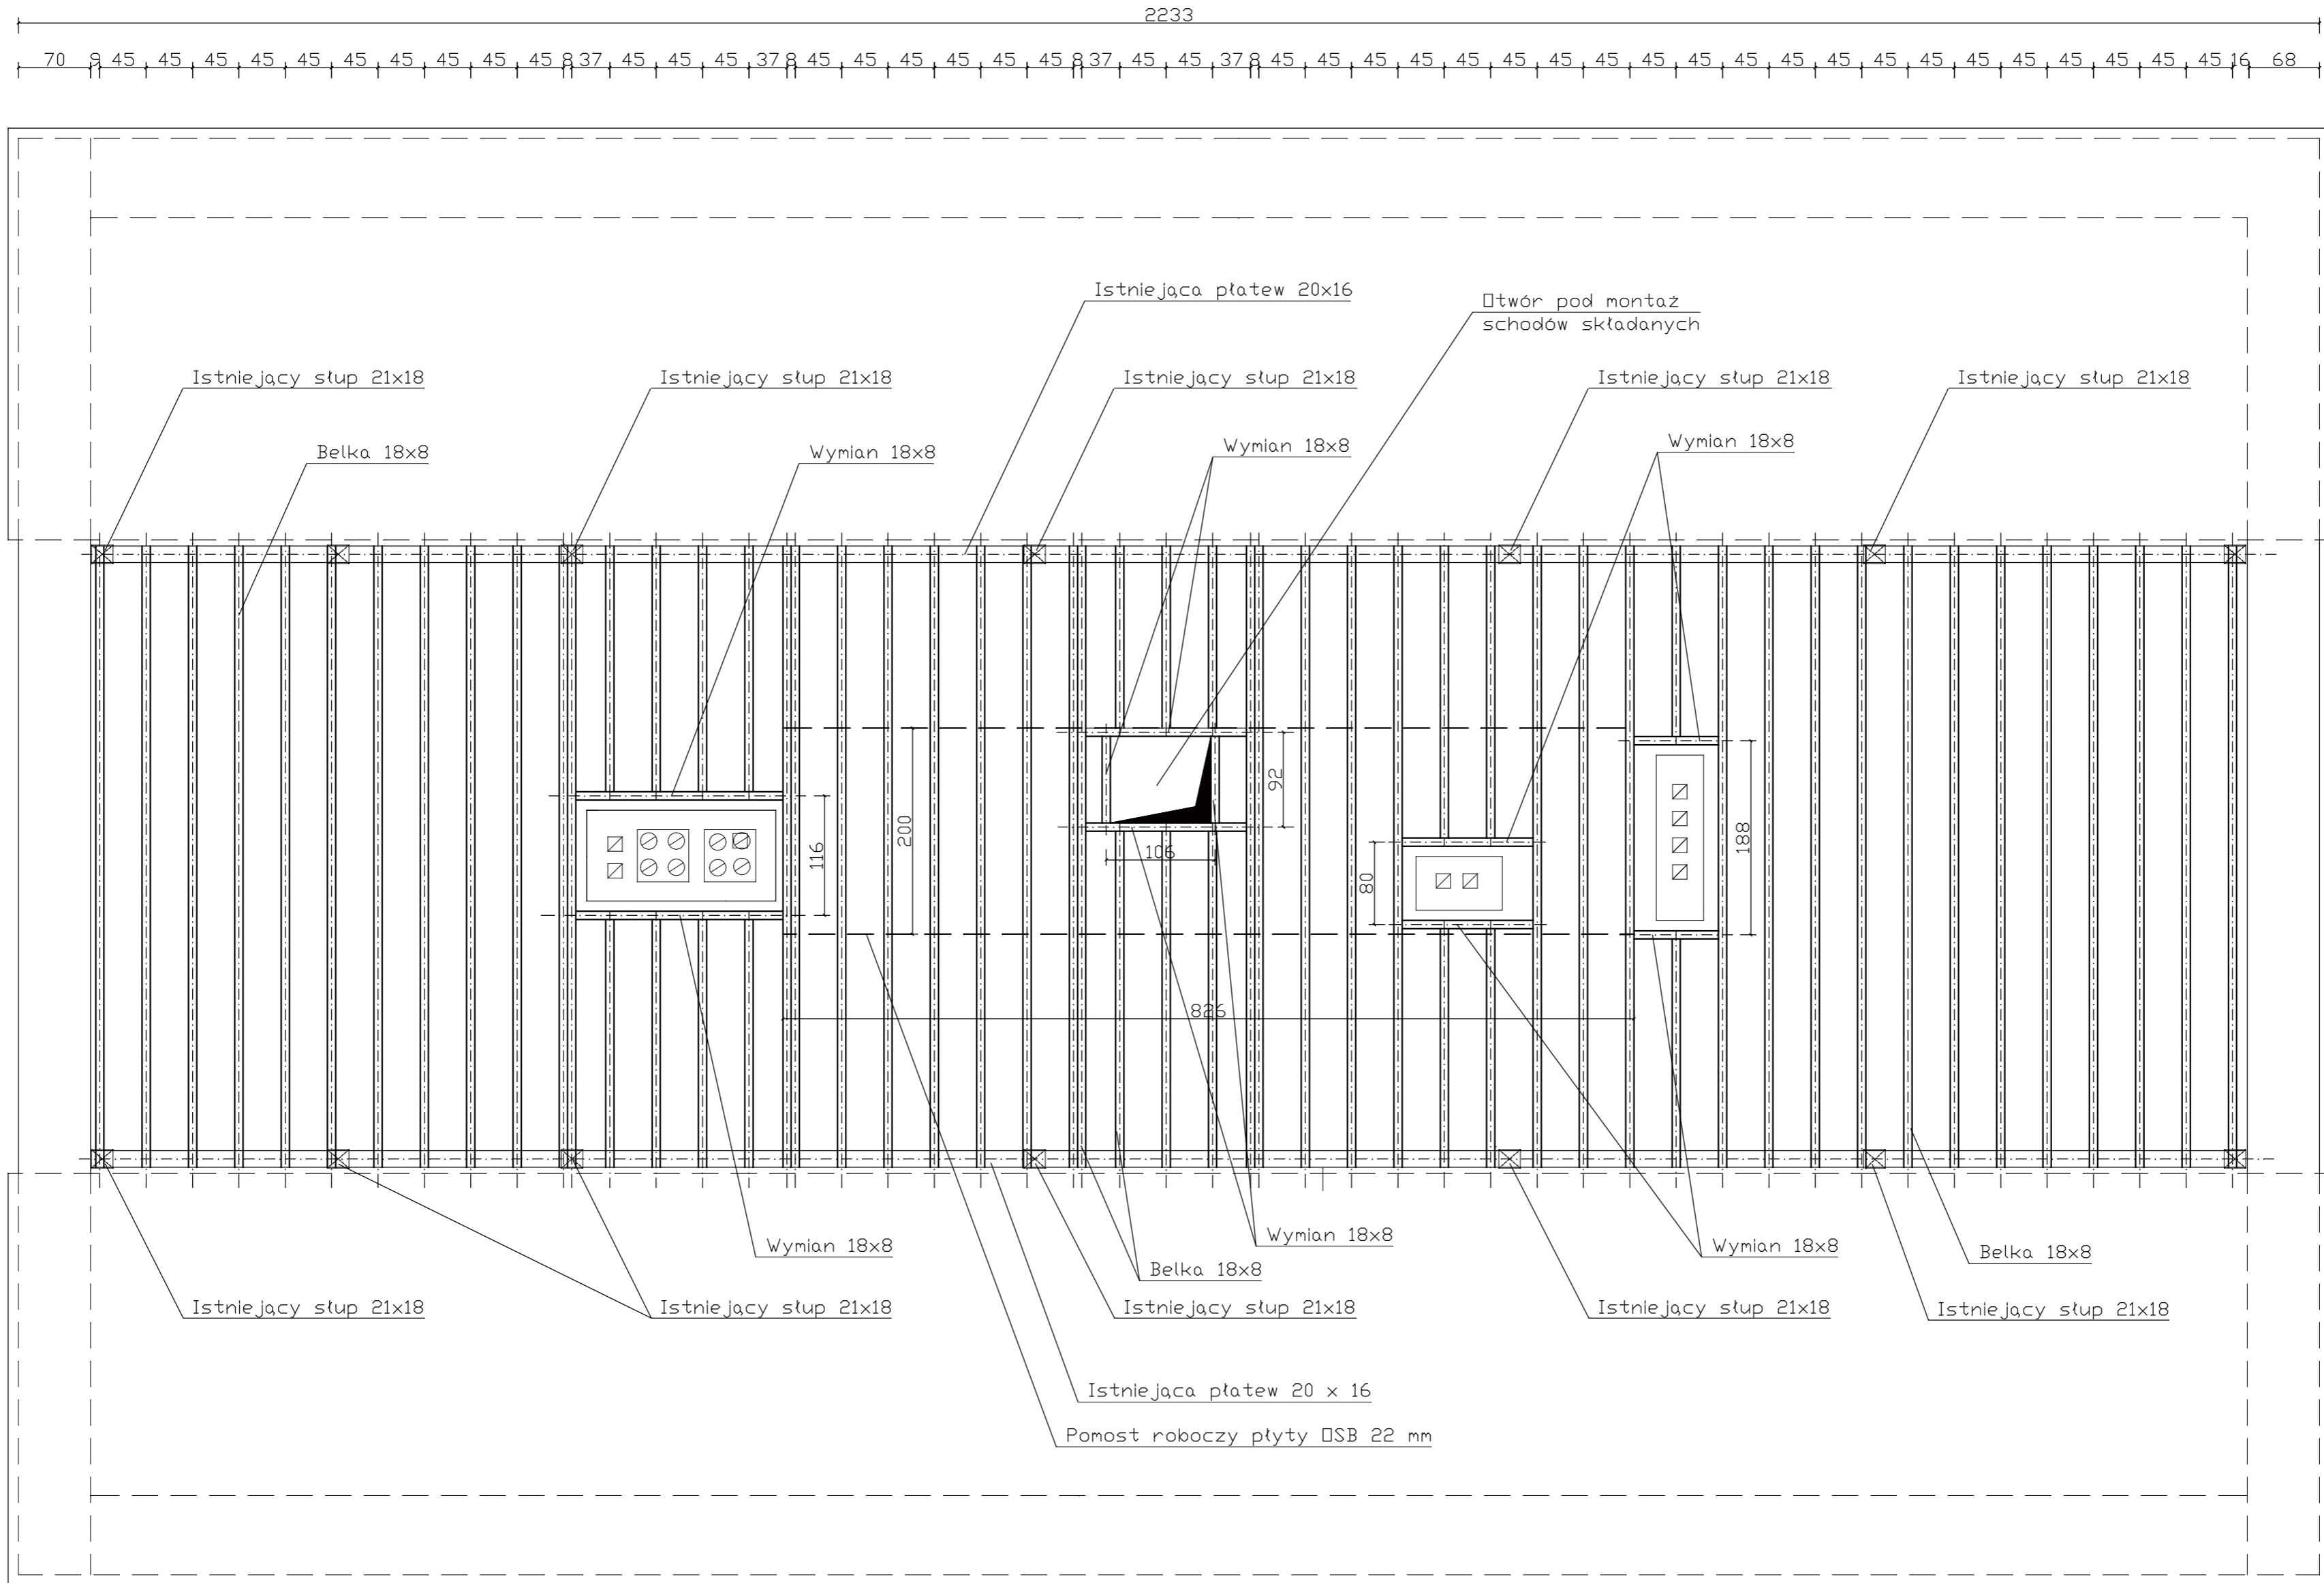 2233
70 9 45 45 45 45 45 45 45 45 45 45 8 37 45 45 45 37 8 45 45 45 45 45 45 8 37 45 45 37 8 45 45 45 45 45 45 45 45 45 45 45 45 45 45 45 45 45 45 45 45 45 16 68
Istniejąca płatew 20x16
Otwór pod montaż
schodów składanych
Istniejący słup 21x18
Istniejący słup 21x18
Istniejący słup 21x18
Istniejący słup 21x18
Istniejący słup 21x18
Belka 18x8
Wymian 18x8
Wymian 18x8
Wymian 18x8
116
200
92
106
80
188
826
Wymian 18x8
Wymian 18x8
Wymian 18x8
Belka 18x8
Belka 18x8
Istniejący słup 21x18
Istniejący słup 21x18
Istniejący słup 21x18
Istniejący słup 21x18
Istniejący słup 21x18
Istniejąca płatew 20 x 16
Pomost roboczy płyty OSB 22 mm